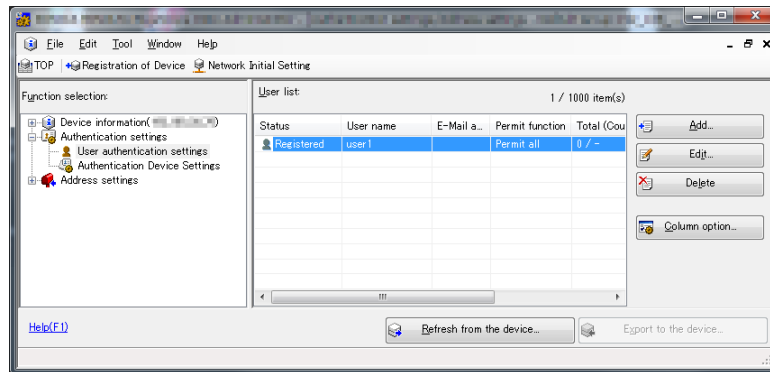 File Edit Tool Window Help
TOP Registration of Device Network Initial Setting
Function selection:
Device information(
)
Authentication settings
User authentication settings
Authentication Device Settings
Address settings
User list:
1 / 1000 item(s)
Status User name E-Mail a... Permit function Total (Cou
Registered user1 Permit all 0 / -
Add...
Edit...
Delete
Column option...
Help(F1)
Refresh from the device...
Export to the device...